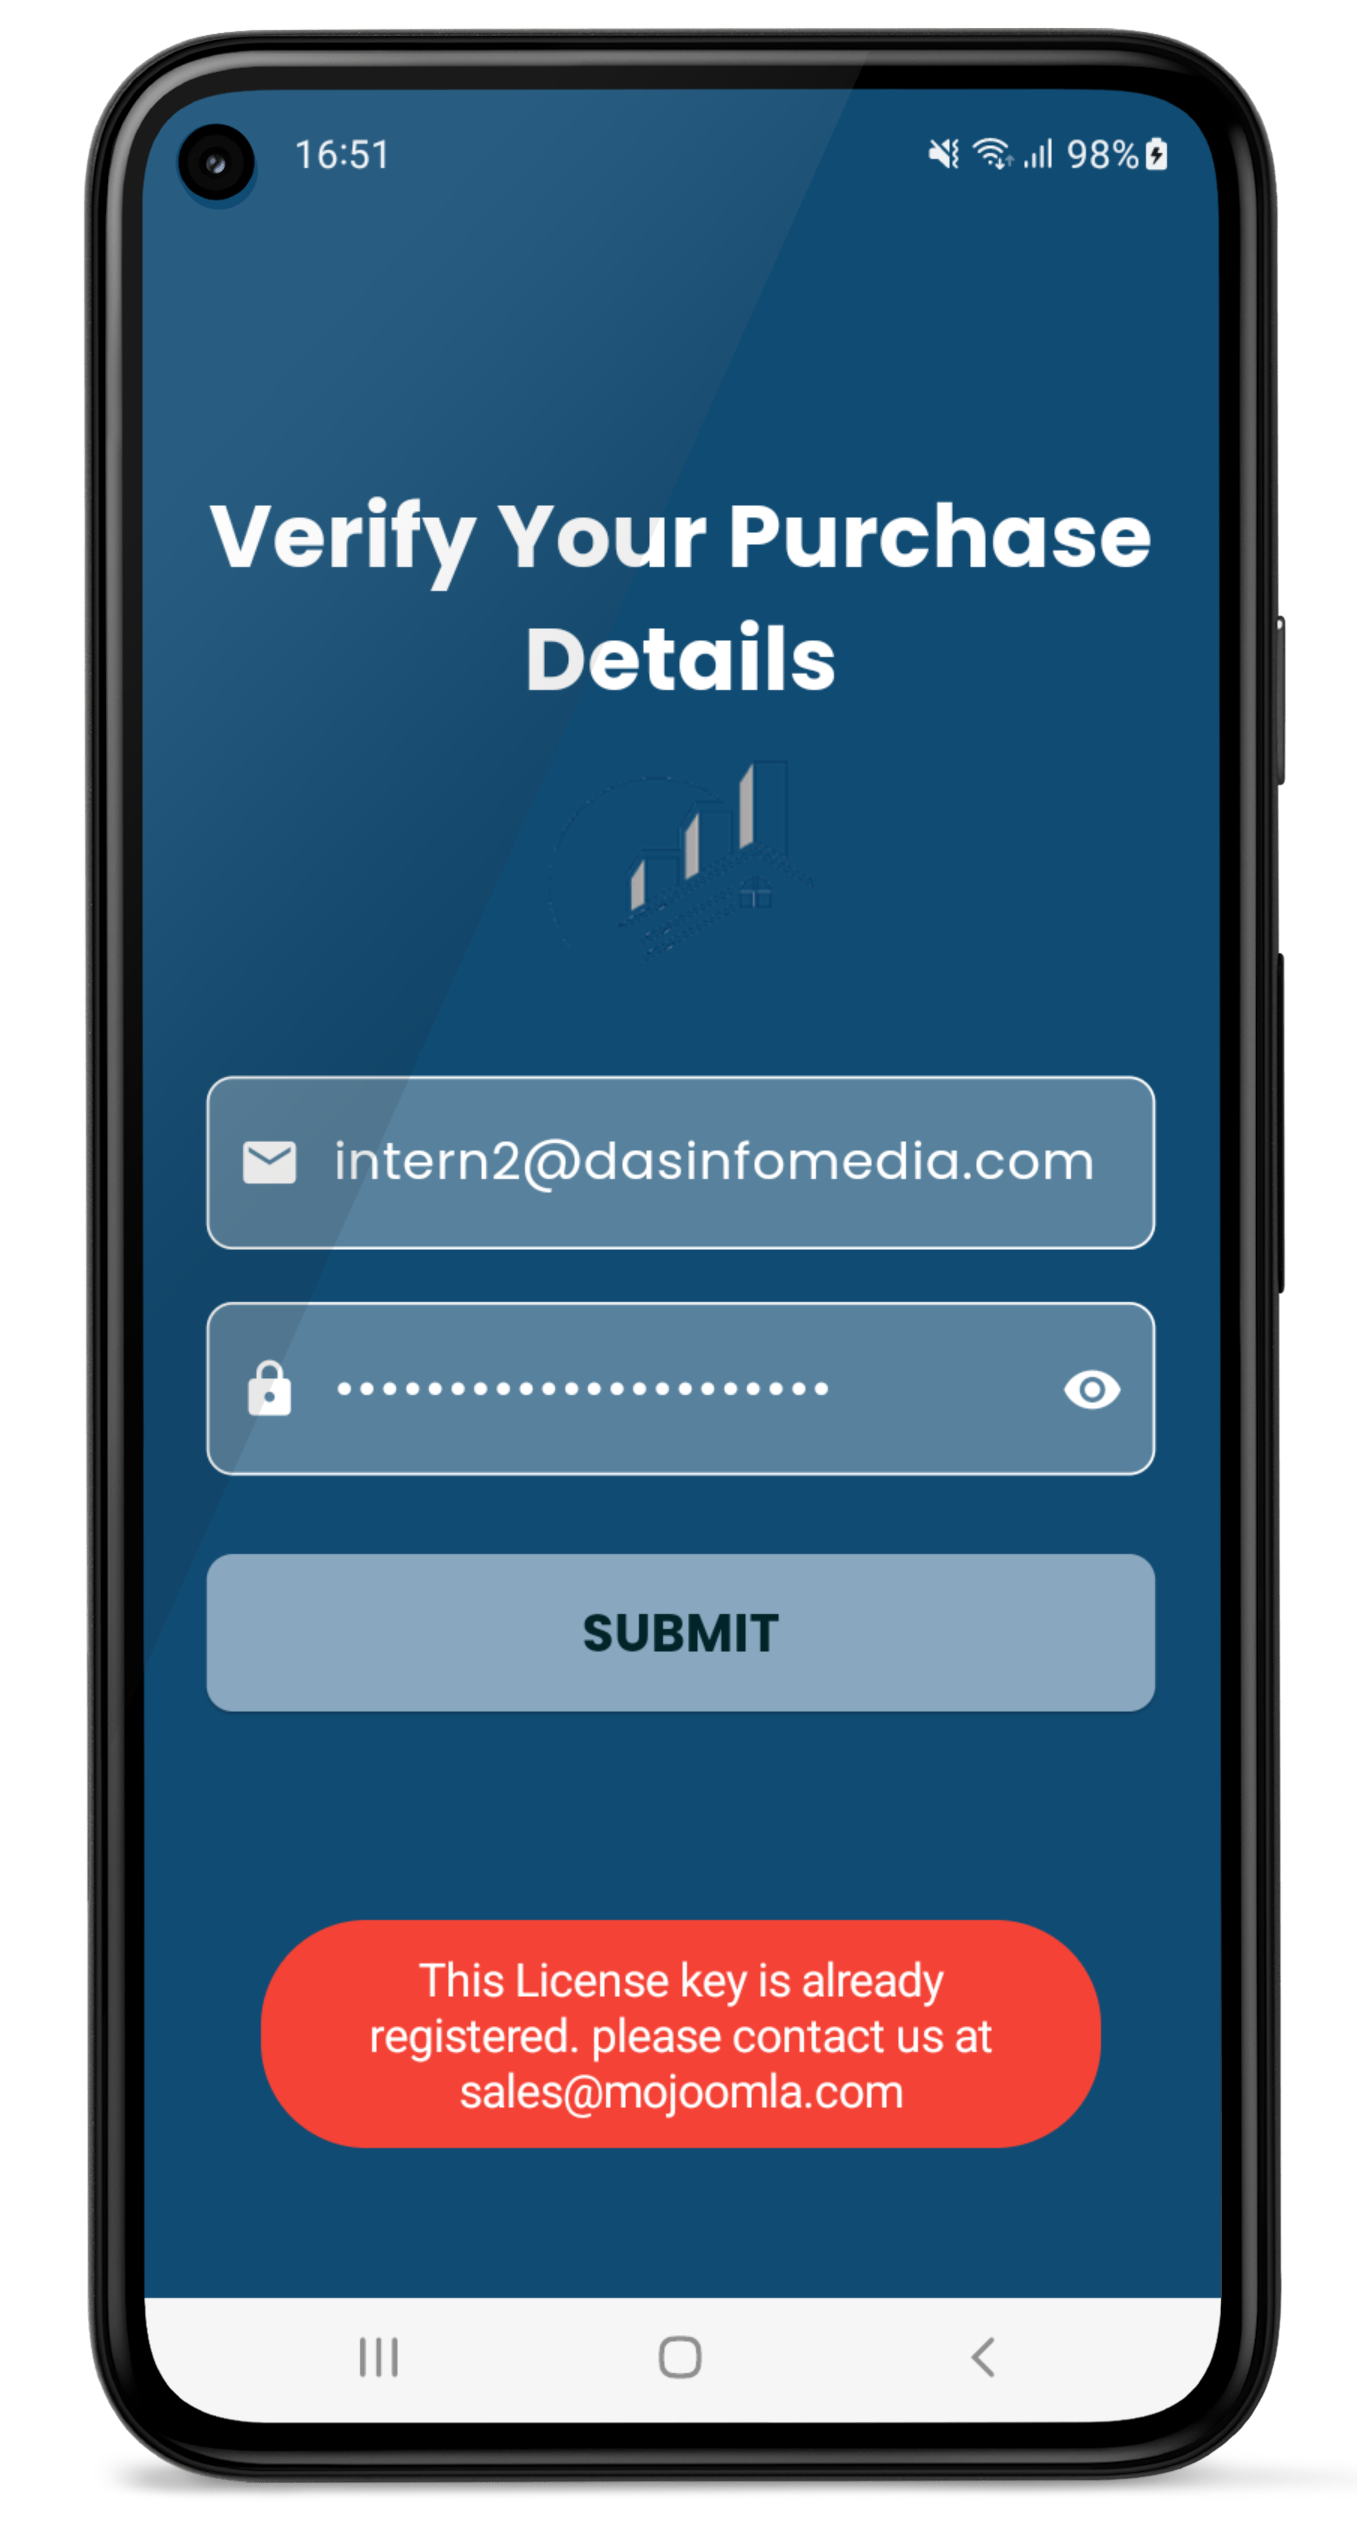 16:51
98%
Verify Your Purchase
Details
intern2@dasinfomedia.com
••••••••••••••••••••••
SUBMIT
This License key is already
registered. please contact us at
sales@mojoomla.com